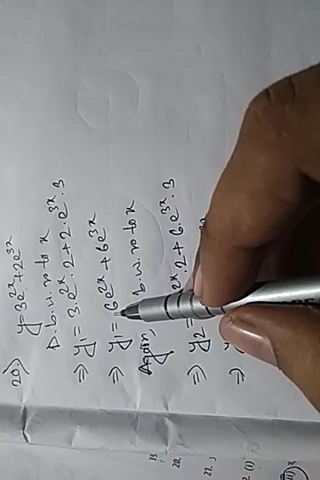 20) y = 3e^2x + 2e^3x
D.b.w.r. to x
⇒ y1 = 3.e^2x.2 + 2.e^3x.3
⇒ y1 = 6e^2x + 6e^3x
Again, D.w.r. to x
⇒ y2 = e^2x.2 + 6e^3x.3
⇒ y